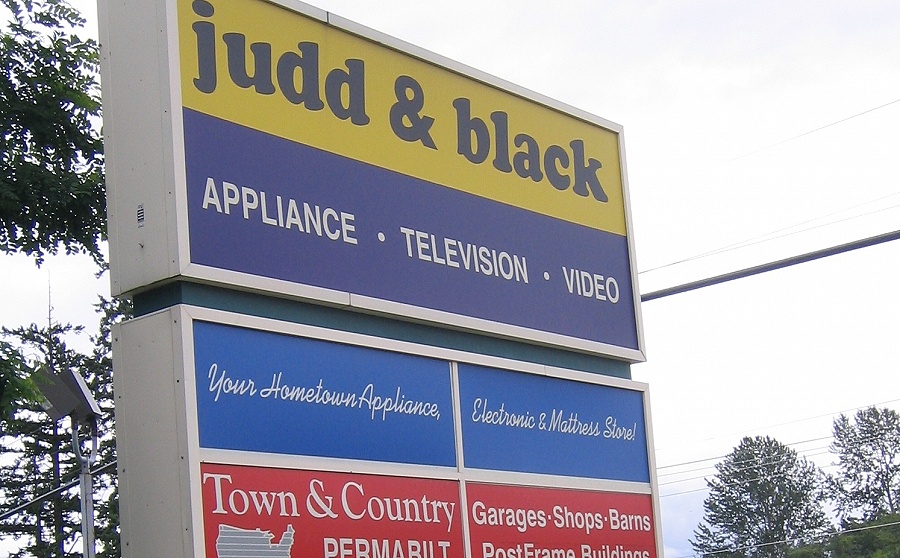 judd & black
APPLIANCE · TELEVISION · VIDEO
Your Hometown Appliance,
Electronic & Mattress Store!
Town & Country
PERMABILT
Garages·Shops·Barns
PostFrame Buildings